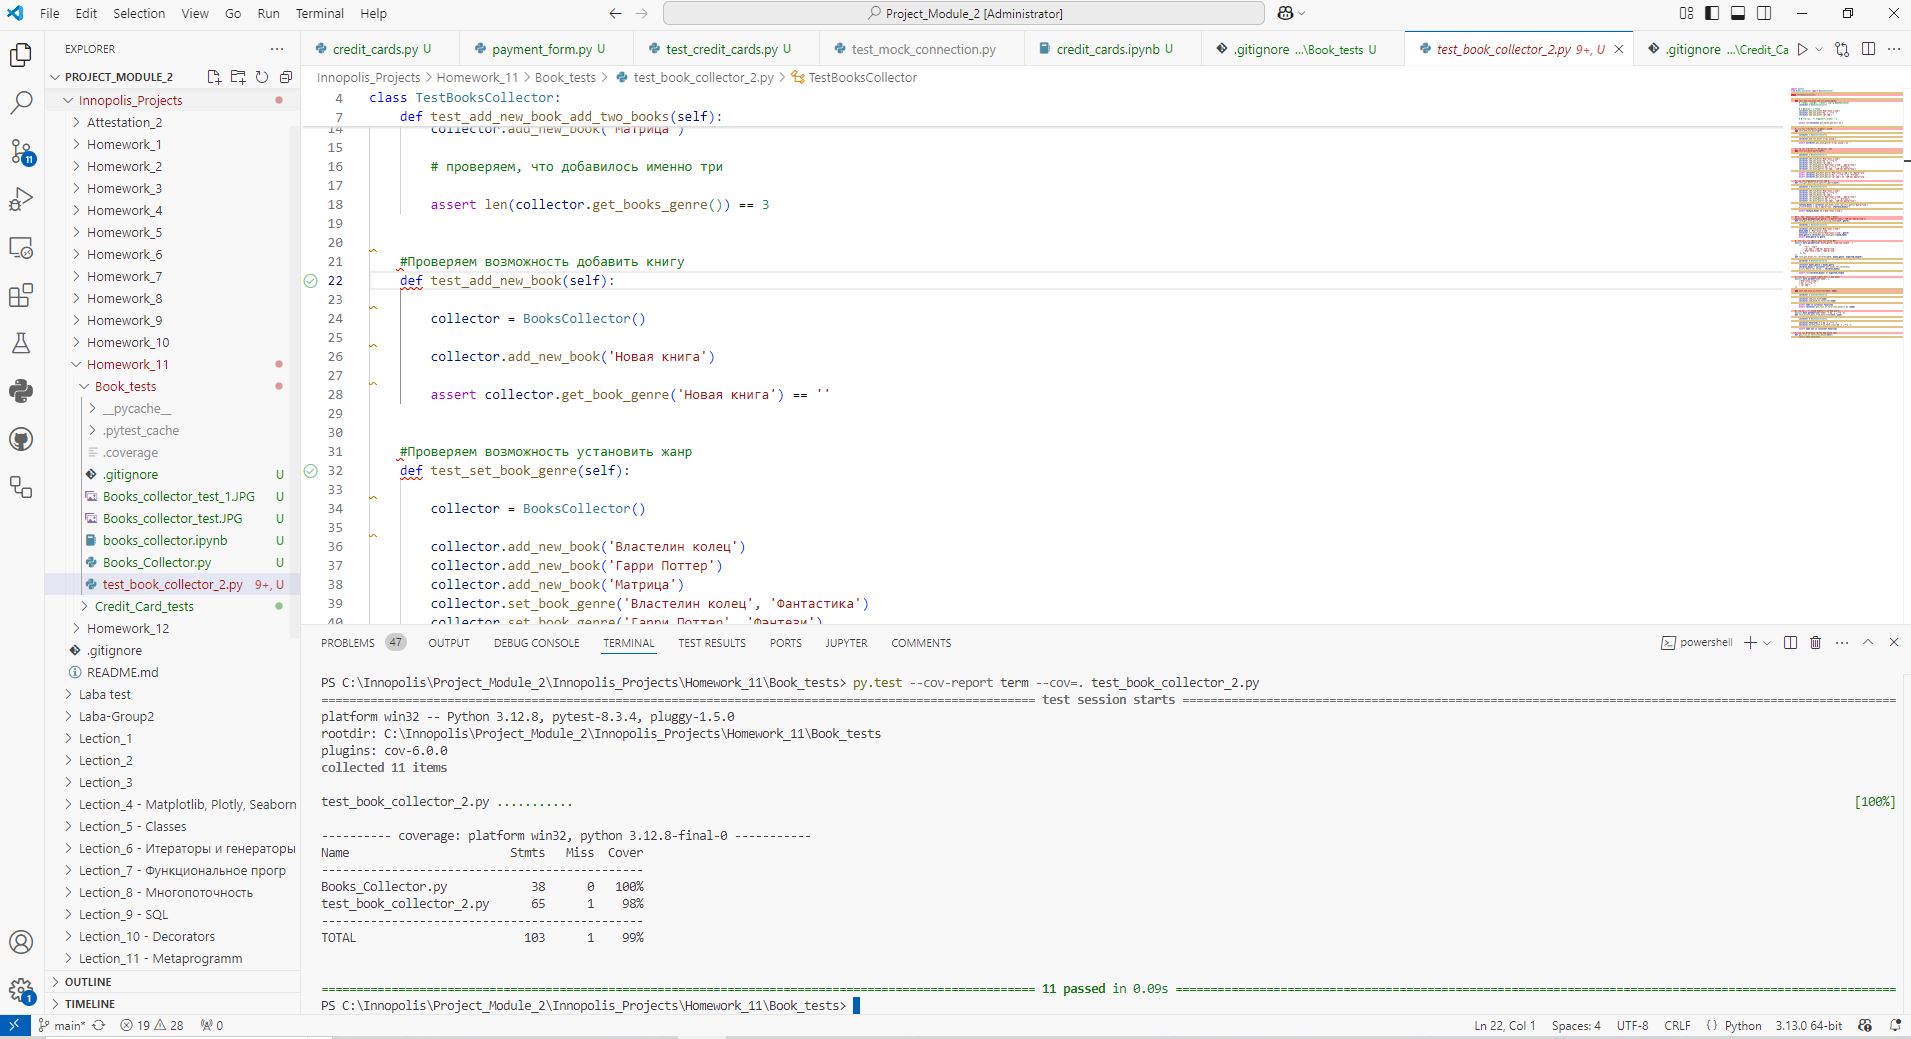 File Edit Selection View Go Run Terminal Help
Project_Module_2 [Administrator]
EXPLORER
credit_cards.py U
payment_form.py U
test_credit_cards.py U
test_mock_connection.py
credit_cards.ipynb U
.gitignore ...\Book_tests U
test_book_collector_2.py 9+, U
.gitignore ...\Credit_Ca
PROJECT_MODULE_2
Innopolis_Projects
Attestation_2
Homework_1
Homework_2
Homework_3
Homework_4
Homework_5
Homework_6
Homework_7
Homework_8
Homework_9
Homework_10
Homework_11
Book_tests
__pycache__
.pytest_cache
.coverage
.gitignore U
Books_collector_test_1.JPG U
Books_collector_test.JPG U
books_collector.ipynb U
Books_Collector.py U
test_book_collector_2.py 9+, U
Credit_Card_tests
Homework_12
.gitignore
README.md
Laba test
Laba-Group2
Lection_1
Lection_2
Lection_3
Lection_4 - Matplotlib, Plotly, Seaborn
Lection_5 - Classes
Lection_6 - Итераторы и генераторы
Lection_7 - Функциональное прогр
Lection_8 - Многопоточность
Lection_9 - SQL
Lection_10 - Decorators
Lection_11 - Metaprogramm
OUTLINE
TIMELINE
11
1
Innopolis_Projects > Homework_11 > Book_tests > test_book_collector_2.py > TestBooksCollector
4 class TestBooksCollector:
7 def test_add_new_book_add_two_books(self):
14 collector.add_new_book('Матрица')
15
16 # проверяем, что добавилось именно три
17
18 assert len(collector.get_books_genre()) == 3
19
20
21 #Проверяем возможность добавить книгу
22 def test_add_new_book(self):
23
24 collector = BooksCollector()
25
26 collector.add_new_book('Новая книга')
27
28 assert collector.get_book_genre('Новая книга') == ''
29
30
31 #Проверяем возможность установить жанр
32 def test_set_book_genre(self):
33
34 collector = BooksCollector()
35
36 collector.add_new_book('Властелин колец')
37 collector.add_new_book('Гарри Поттер')
38 collector.add_new_book('Матрица')
39 collector.set_book_genre('Властелин колец', 'Фантастика')
40 collector.set_book_genre('Гарри Поттер', 'Фэнтези')
PROBLEMS 47 OUTPUT DEBUG CONSOLE TERMINAL TEST RESULTS PORTS JUPYTER COMMENTS
powershell
PS C:\Innopolis\Project_Module_2\Innopolis_Projects\Homework_11\Book_tests> py.test --cov-report term --cov=. test_book_collector_2.py
test session starts
platform win32 -- Python 3.12.8, pytest-8.3.4, pluggy-1.5.0
rootdir: C:\Innopolis\Project_Module_2\Innopolis_Projects\Homework_11\Book_tests
plugins: cov-6.0.0
collected 11 items
test_book_collector_2.py ........... [100%]
---------- coverage: platform win32, python 3.12.8-final-0 -----------
Name Stmts Miss Cover
----------------------------------------------
Books_Collector.py 38 0 100%
test_book_collector_2.py 65 1 98%
----------------------------------------------
TOTAL 103 1 99%
11 passed in 0.09s
PS C:\Innopolis\Project_Module_2\Innopolis_Projects\Homework_11\Book_tests>
main* 19 28 0
Ln 22, Col 1 Spaces: 4 UTF-8 CRLF { } Python 3.13.0 64-bit